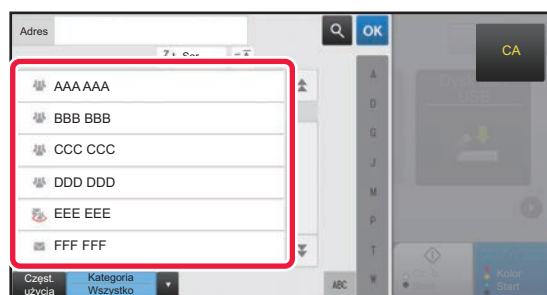 Adres
OK
CA
AAA AAA
BBB BBB
CCC CCC
DDD DDD
EEE EEE
FFF FFF
A
D
G
J
M
P
T
W
ABC
Częst.
użycia
Kategoria
Wszystko
Kolor
Start
USB